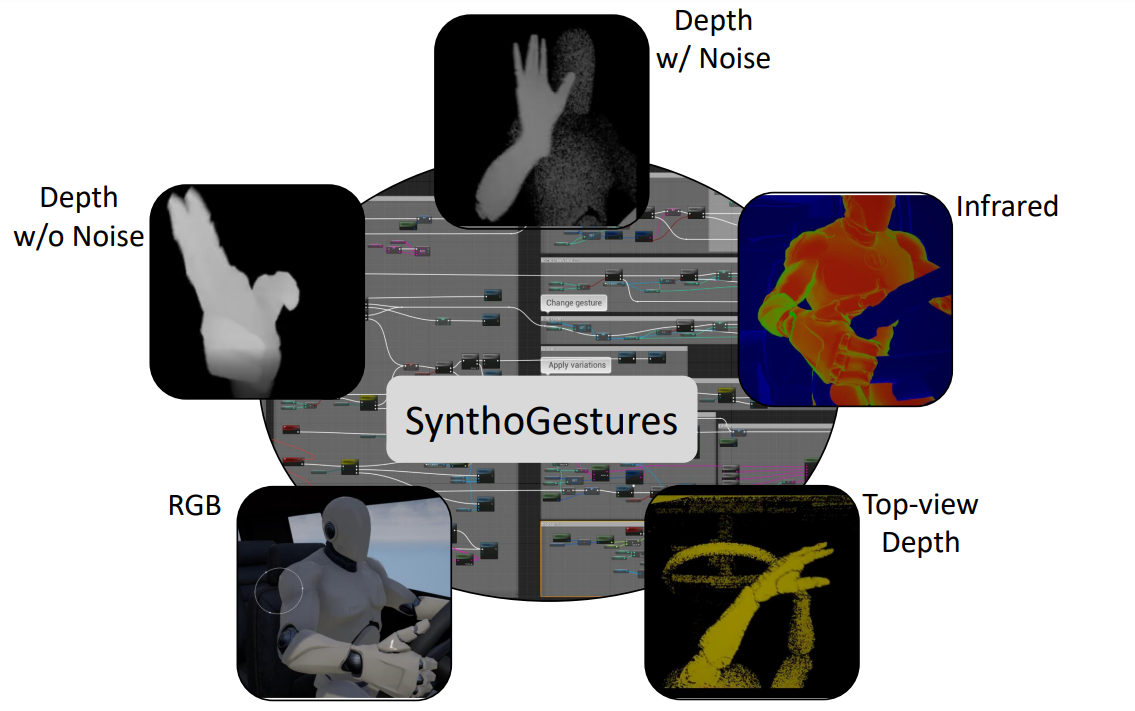 Depth
w/ Noise
Depth
w/o Noise
Infrared
Change gesture
Apply variations
SynthoGestures
RGB
Top-view
Depth